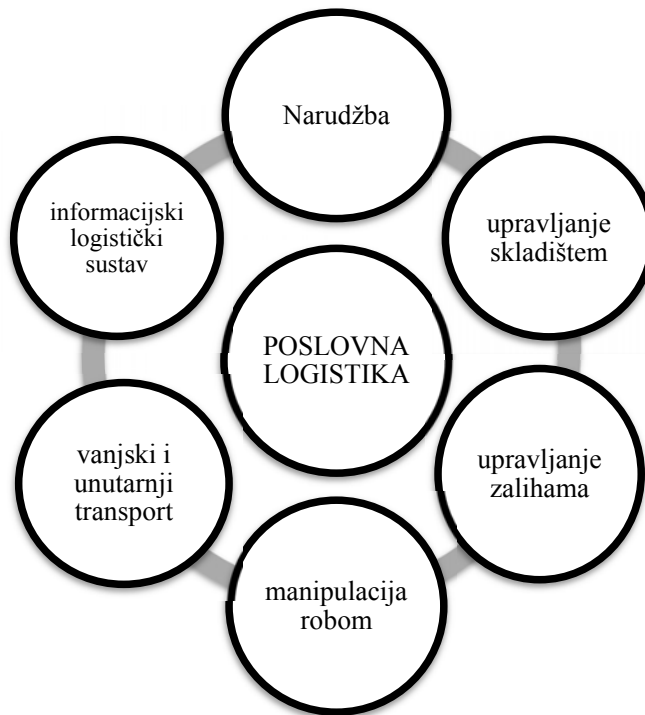 Narudžba
upravljanje
skladištem
upravljanje
zalihama
manipulacija
robom
vanjski i
unutarnji
transport
informacijski
logistički
sustav
POSLOVNA
LOGISTIKA